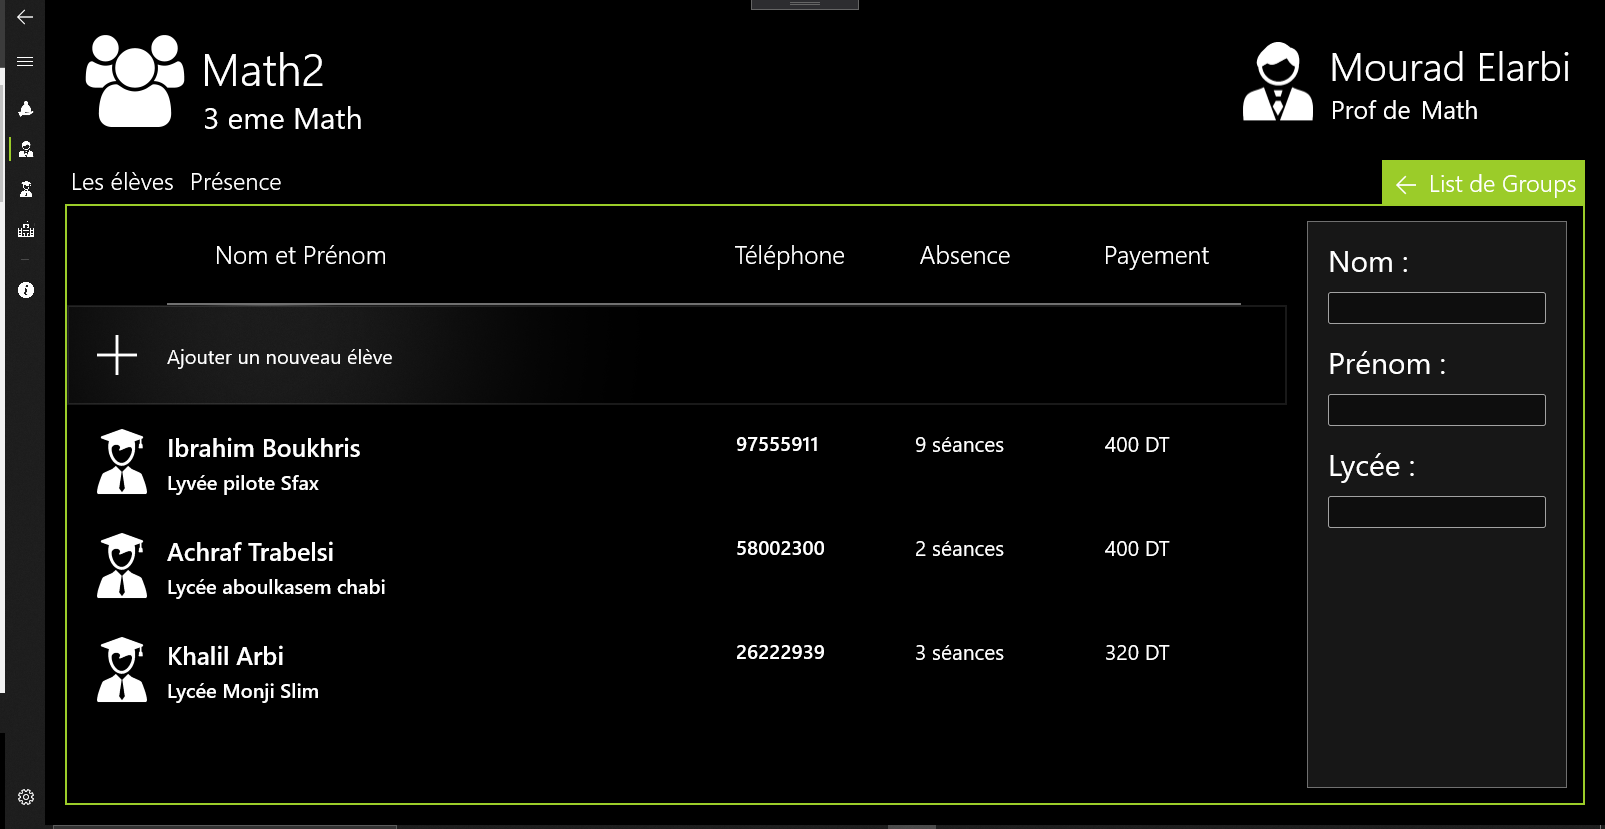 Math2
3 eme Math
Mourad Elarbi
Prof de Math
Les élèves Présence
List de Groups
Nom et Prénom Téléphone Absence Payement
Ajouter un nouveau élève
Ibrahim Boukhris 97555911 9 séances 400 DT
Lyvée pilote Sfax
Achraf Trabelsi 58002300 2 séances 400 DT
Lycée aboulkasem chabi
Khalil Arbi 26222939 3 séances 320 DT
Lycée Monji Slim
Nom :
Prénom :
Lycée :